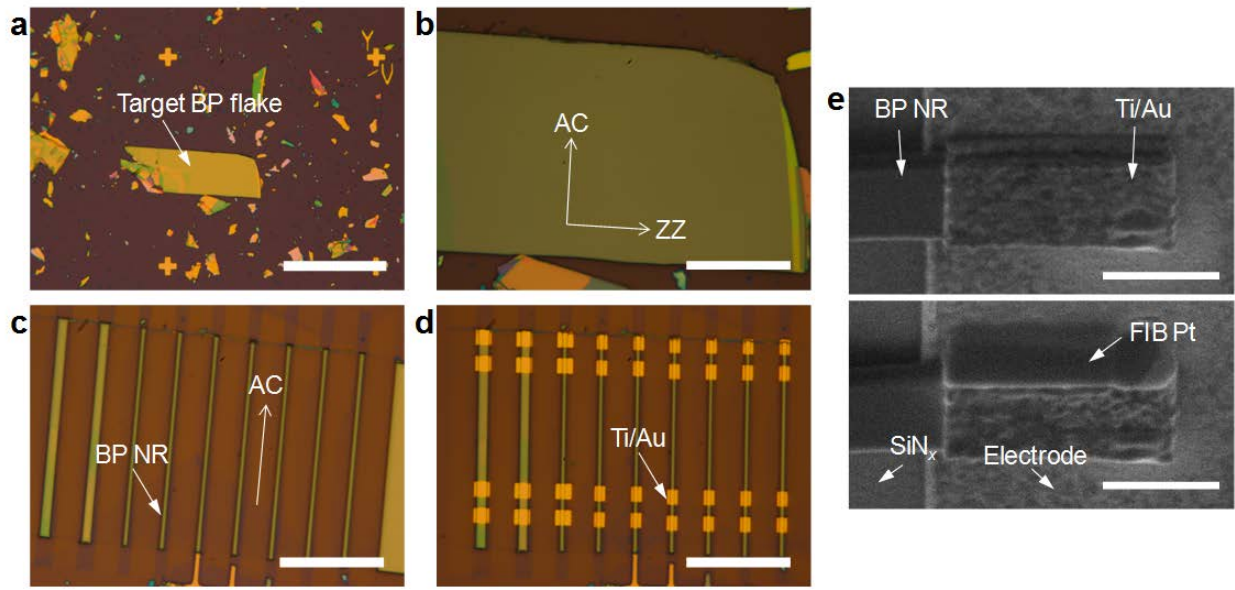 a
Target BP flake
b
AC
ZZ
c
AC
BP NR
d
Ti/Au
e
BP NR
Ti/Au
FIB Pt
SiNₓ
Electrode